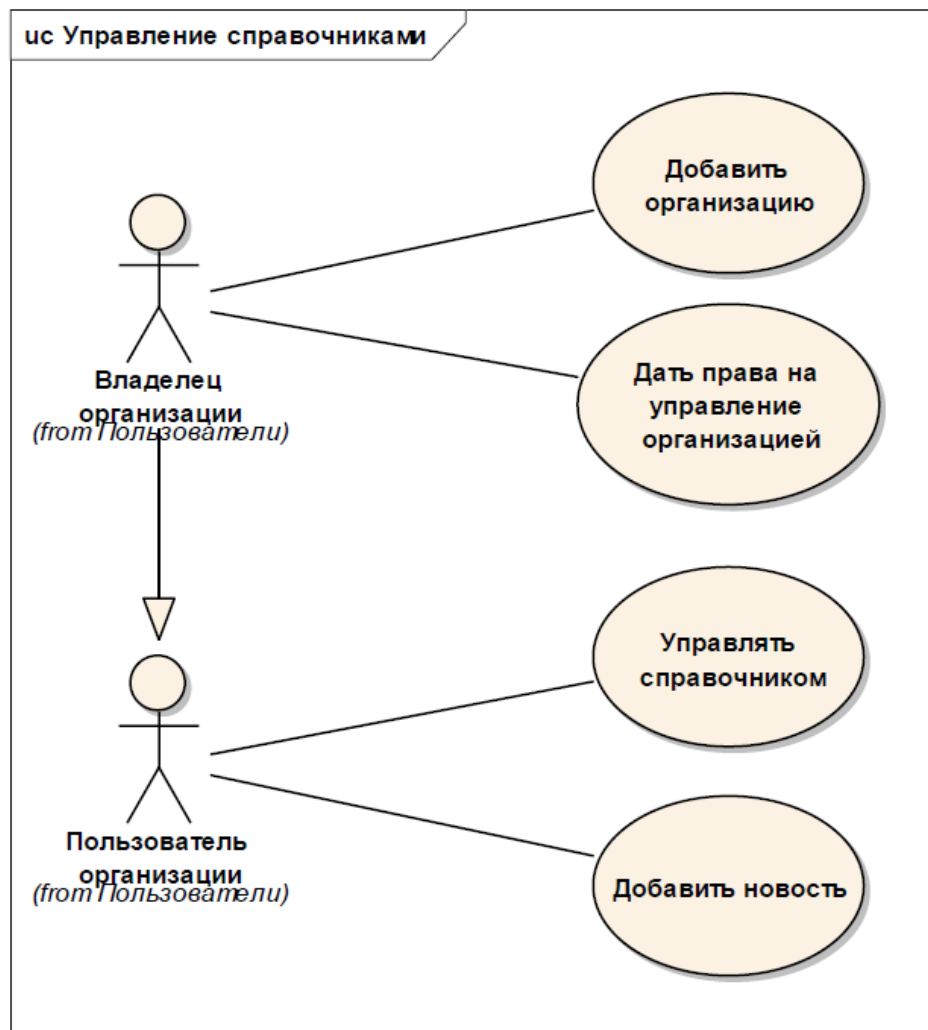 uc Управление справочниками
Добавить
организацию
Владелец
организации
(from Пользователи)
Дать права на
управление
организацией
Управлять
справочником
Пользователь
организации
(from Пользователи)
Добавить новость